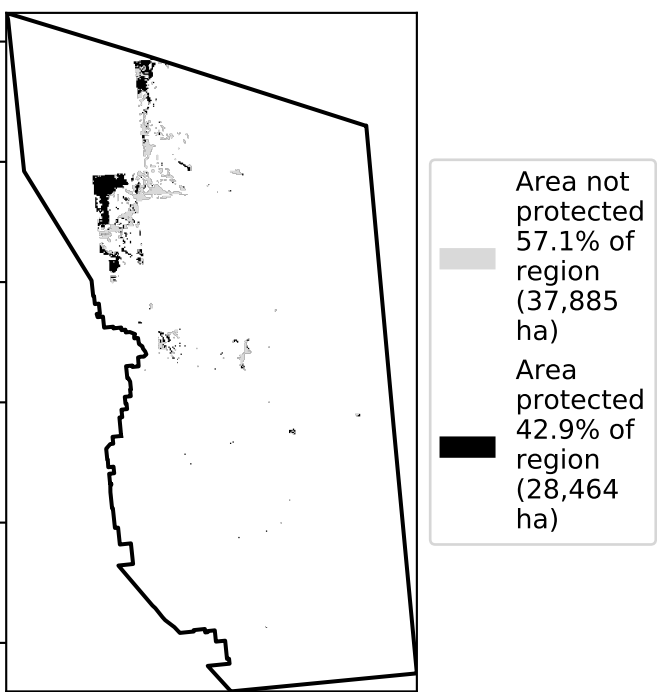 Area not
protected
57.1% of
region
(37,885
ha)
Area
protected
42.9% of
region
(28,464
ha)